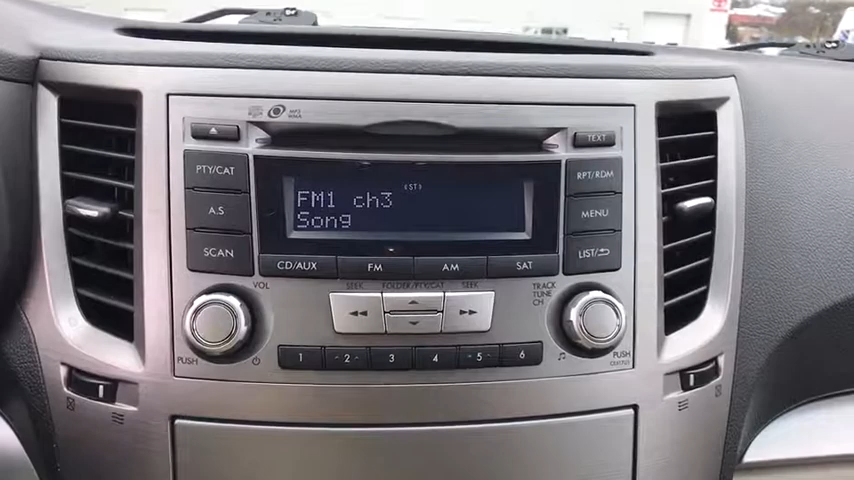 MP3
WMA
TEXT
PTY/CAT
RPT/RDM
(ST)
FM1 ch3
A.S
MENU
Song
SCAN
LIST/
CD/AUX
FM
AM
SAT
VOL
SEEK
FOLDER/PTY/CAT
SEEK
TRACK
TUNE
CH
PUSH
1
2
3
4
5
6
PUSH